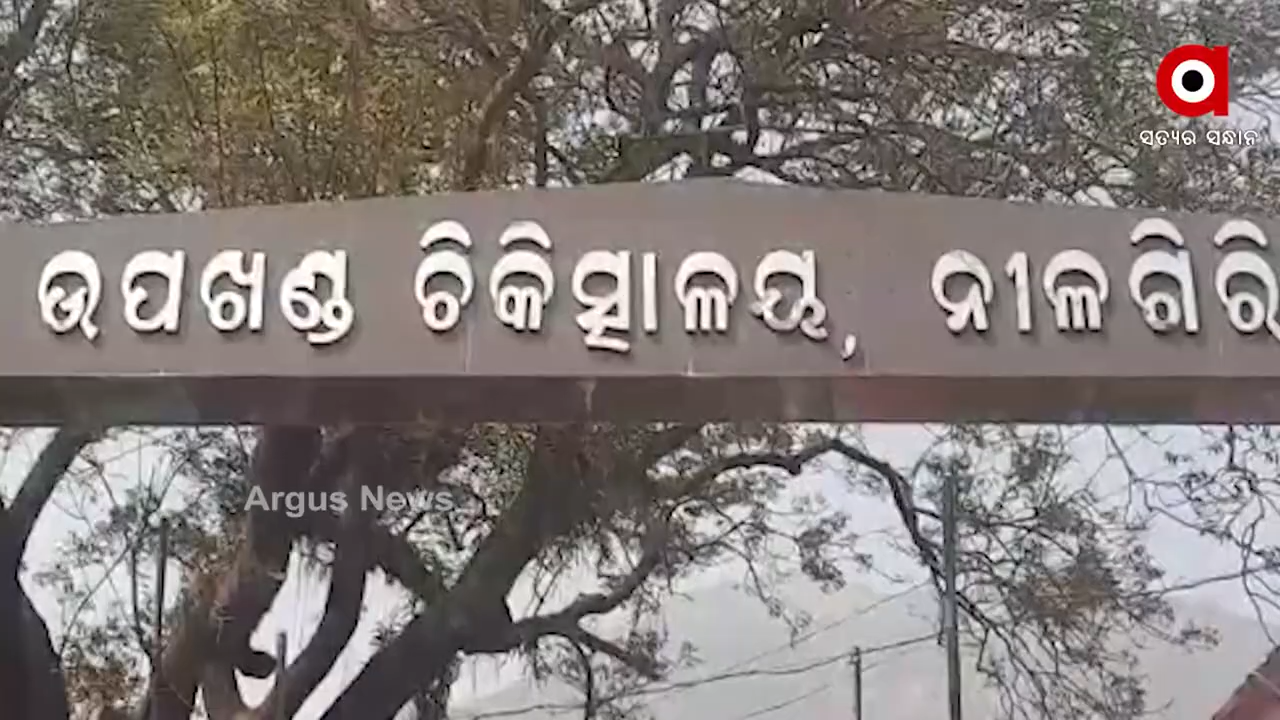 ସତ୍ୟର ସନ୍ଧାନ
ଉପଖଣ୍ଡ ଚିକିତ୍ସାଳୟ, ନୀଳଗିରି
Argus News